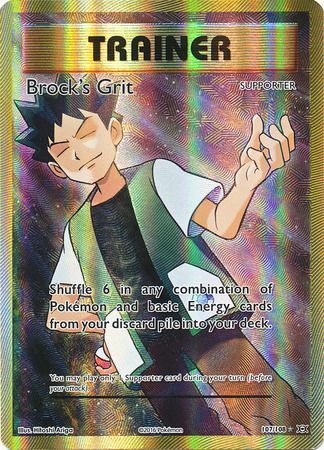 TRAINER
Brock's Grit
SUPPORTER
Shuffle 6 in any combination of
Pokémon and basic Energy cards
from your discard pile into your deck.
You may play only 1 Supporter card during your turn (before
your attack).
Illus. Hitoshi Ariga
©2016 Pokémon
107/108 ★